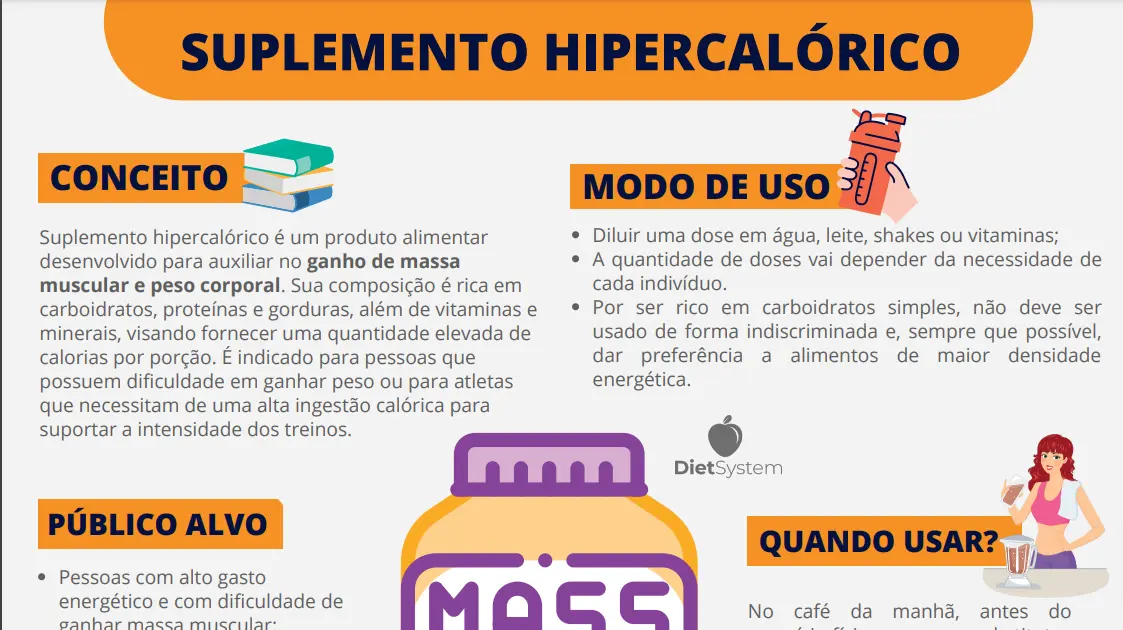 SUPLEMENTO HIPERCALÓRICO
CONCEITO
Suplemento hipercalórico é um produto alimentar
desenvolvido para auxiliar no ganho de massa
muscular e peso corporal. Sua composição é rica em
carboidratos, proteínas e gorduras, além de vitaminas e
minerais, visando fornecer uma quantidade elevada de
calorias por porção. É indicado para pessoas que
possuem dificuldade em ganhar peso ou para atletas
que necessitam de uma alta ingestão calórica para
suportar a intensidade dos treinos.
MODO DE USO
• Diluir uma dose em água, leite, shakes ou vitaminas;
• A quantidade de doses vai depender da necessidade de
cada indivíduo.
• Por ser rico em carboidratos simples, não deve ser
usado de forma indiscriminada e, sempre que possível,
dar preferência a alimentos de maior densidade
energética.
DietSystem
PÚBLICO ALVO
• Pessoas com alto gasto
energético e com dificuldade de
ganhar massa muscular;
MASS
QUANDO USAR?
No café da manhã, antes do